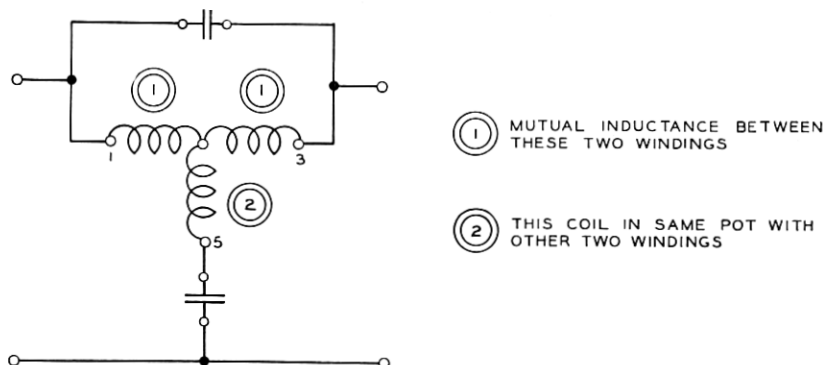 1
1
1
3
2
5
1
MUTUAL INDUCTANCE BETWEEN
THESE TWO WINDINGS
2
THIS COIL IN SAME POT WITH
OTHER TWO WINDINGS